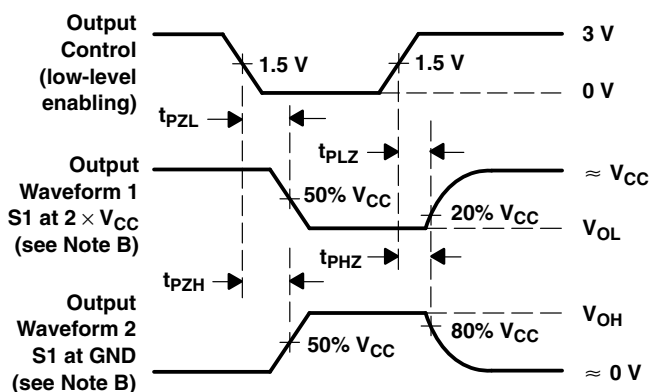 Output
Control
(low-level
enabling)
1.5 V
1.5 V
3 V
0 V
tPZL
tPLZ
Output
Waveform 1
S1 at 2 × VCC
(see Note B)
50% VCC
20% VCC
≈ VCC
VOL
tPZH
tPHZ
Output
Waveform 2
S1 at GND
(see Note B)
50% VCC
80% VCC
VOH
≈ 0 V